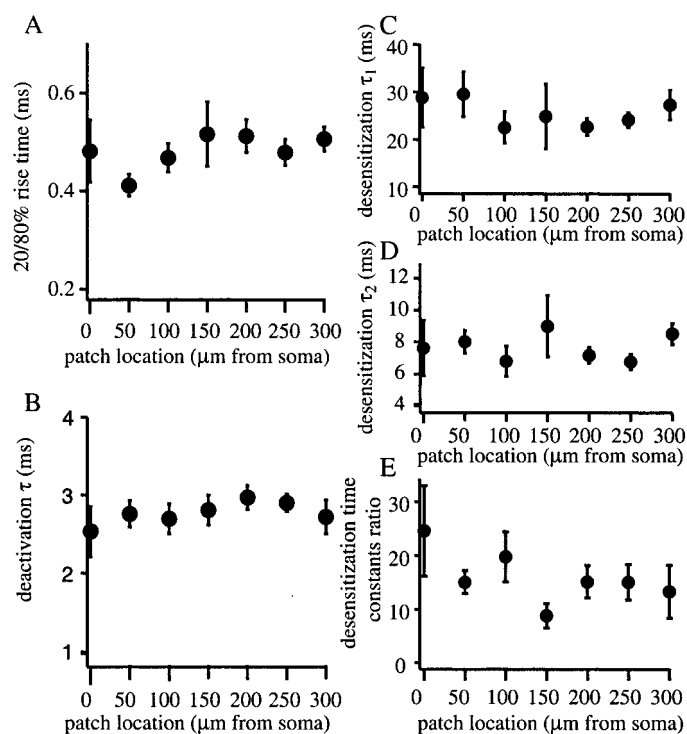 A
20/80% rise time (ms)
0.6
0.4
0.2
0 50 100 150 200 250 300
patch location (μm from soma)
B
deactivation τ (ms)
4
3
2
1
0 50 100 150 200 250 300
patch location (μm from soma)
C
desensitization τ1 (ms)
40
30
20
10
0 50 100 150 200 250 300
patch location (μm from soma)
D
desensitization τ2 (ms)
12
10
8
6
4
0 50 100 150 200 250 300
patch location (μm from soma)
E
desensitization time
constants ratio
30
20
10
0
0 50 100 150 200 250 300
patch location (μm from soma)